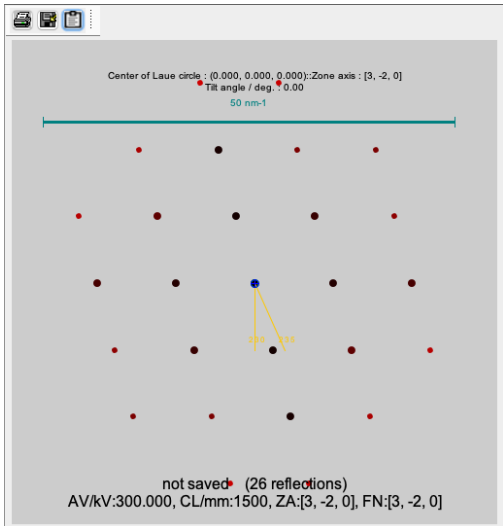 Center of Laue circle : (0.000, 0.000, 0.000)::Zone axis : [3, -2, 0]
Tilt angle / deg. : 0.00
50 nm-1
not saved (26 reflections)
AV/kV:300.000, CL/mm:1500, ZA:[3, -2, 0], FN:[3, -2, 0]